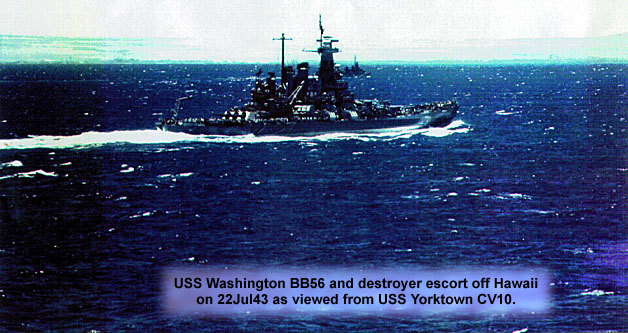 USS Washington BB56 and destroyer escort off Hawaii
on 22Jul43 as viewed from USS Yorktown CV10.